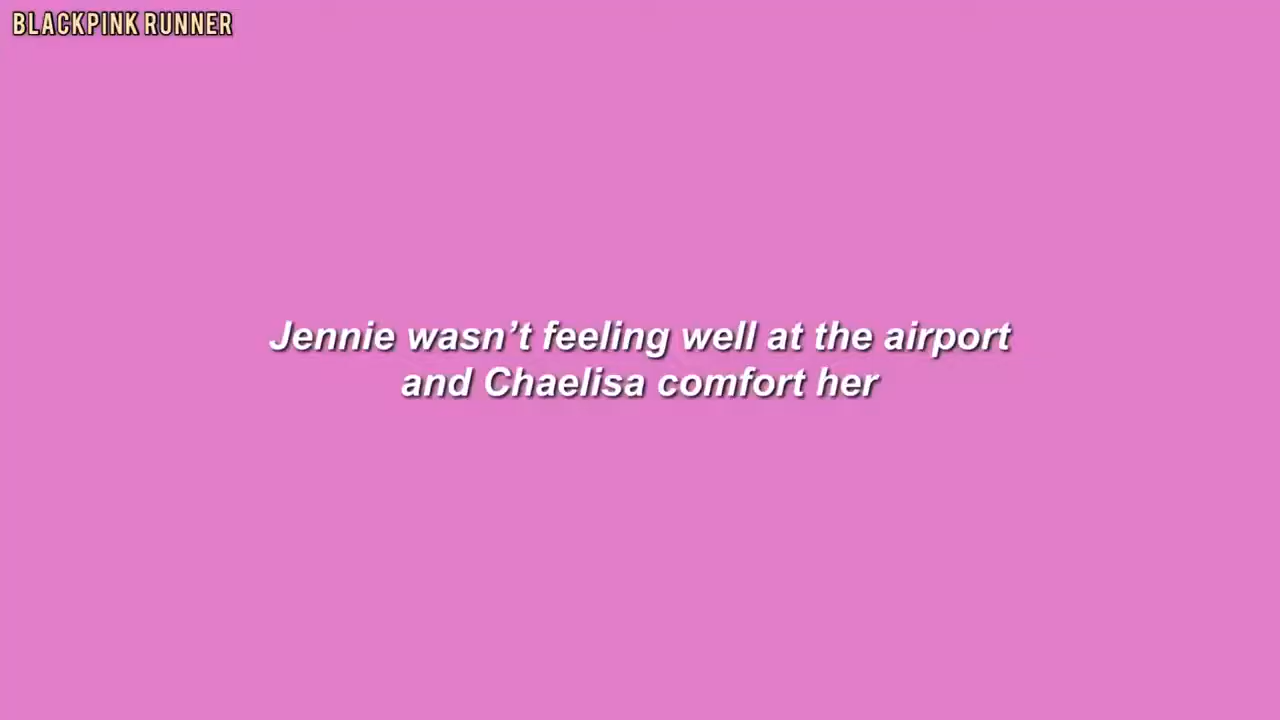 BLACKPINK RUNNER
Jennie wasn’t feeling well at the airport
and Chaelisa comfort her